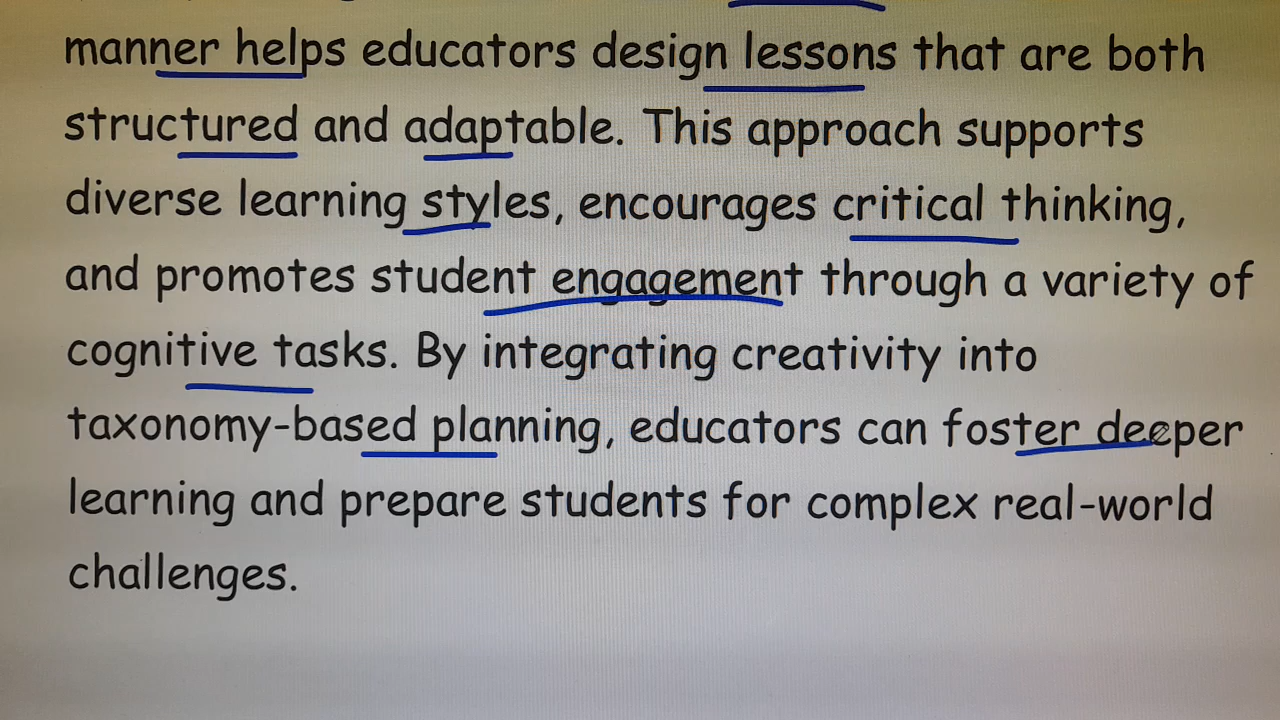 manner helps educators design lessons that are both
structured and adaptable. This approach supports
diverse learning styles, encourages critical thinking,
and promotes student engagement through a variety of
cognitive tasks. By integrating creativity into
taxonomy-based planning, educators can foster deeper
learning and prepare students for complex real-world
challenges.